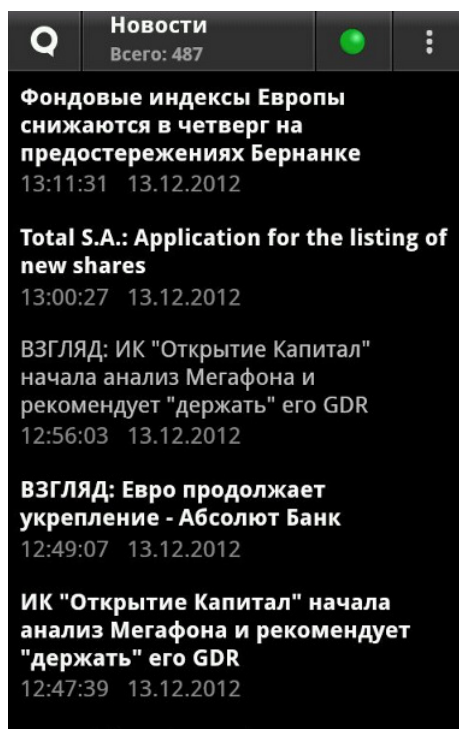 Новости
Всего: 487
Фондовые индексы Европы
снижаются в четверг на
предостережениях Бернанке
13:11:31 13.12.2012
Total S.A.: Application for the listing of
new shares
13:00:27 13.12.2012
ВЗГЛЯД: ИК "Открытие Капитал"
начала анализ Мегафона и
рекомендует "держать" его GDR
12:56:03 13.12.2012
ВЗГЛЯД: Евро продолжает
укрепление - Абсолют Банк
12:49:07 13.12.2012
ИК "Открытие Капитал" начала
анализ Мегафона и рекомендует
"держать" его GDR
12:47:39 13.12.2012